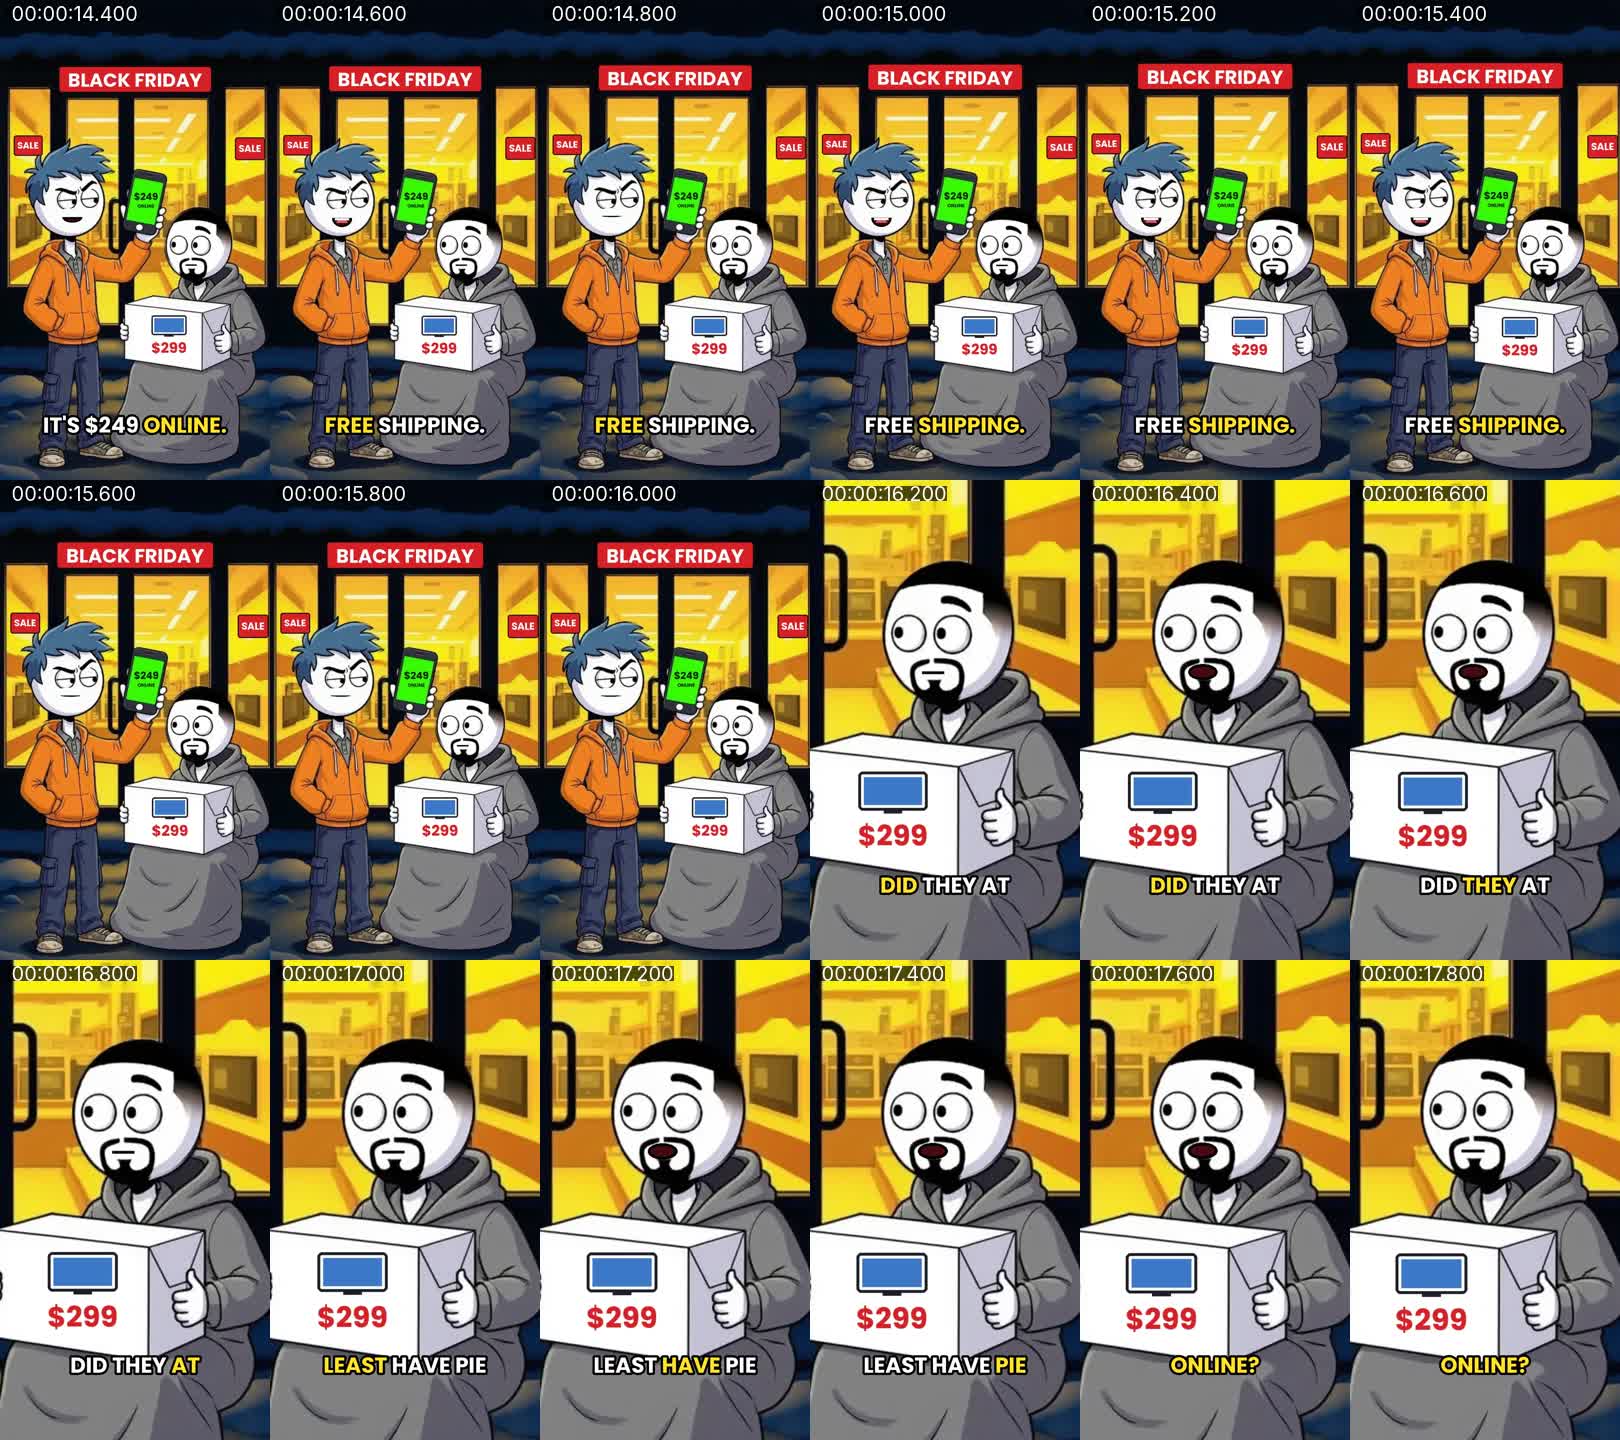 00:00:14.400
BLACK FRIDAY
SALE
SALE
$249
ONLINE
$299
IT'S $249 ONLINE.
00:00:14.600
BLACK FRIDAY
SALE
SALE
$249
ONLINE
$299
FREE SHIPPING.
00:00:14.800
BLACK FRIDAY
SALE
SALE
$249
ONLINE
$299
FREE SHIPPING.
00:00:15.000
BLACK FRIDAY
SALE
SALE
$249
ONLINE
$299
FREE SHIPPING.
00:00:15.200
BLACK FRIDAY
SALE
SALE
$249
ONLINE
$299
FREE SHIPPING.
00:00:15.400
BLACK FRIDAY
SALE
SALE
$249
ONLINE
$299
FREE SHIPPING.
00:00:15.600
BLACK FRIDAY
SALE
SALE
$249
ONLINE
$299
00:00:15.800
BLACK FRIDAY
SALE
SALE
$249
ONLINE
$299
00:00:16.000
BLACK FRIDAY
SALE
SALE
$249
ONLINE
$299
00:00:16.200
$299
DID THEY AT
00:00:16.400
$299
DID THEY AT
00:00:16.600
$299
DID THEY AT
00:00:16.800
$299
DID THEY AT
00:00:17.000
$299
LEAST HAVE PIE
00:00:17.200
$299
LEAST HAVE PIE
00:00:17.400
$299
LEAST HAVE PIE
00:00:17.600
$299
ONLINE?
00:00:17.800
$299
ONLINE?